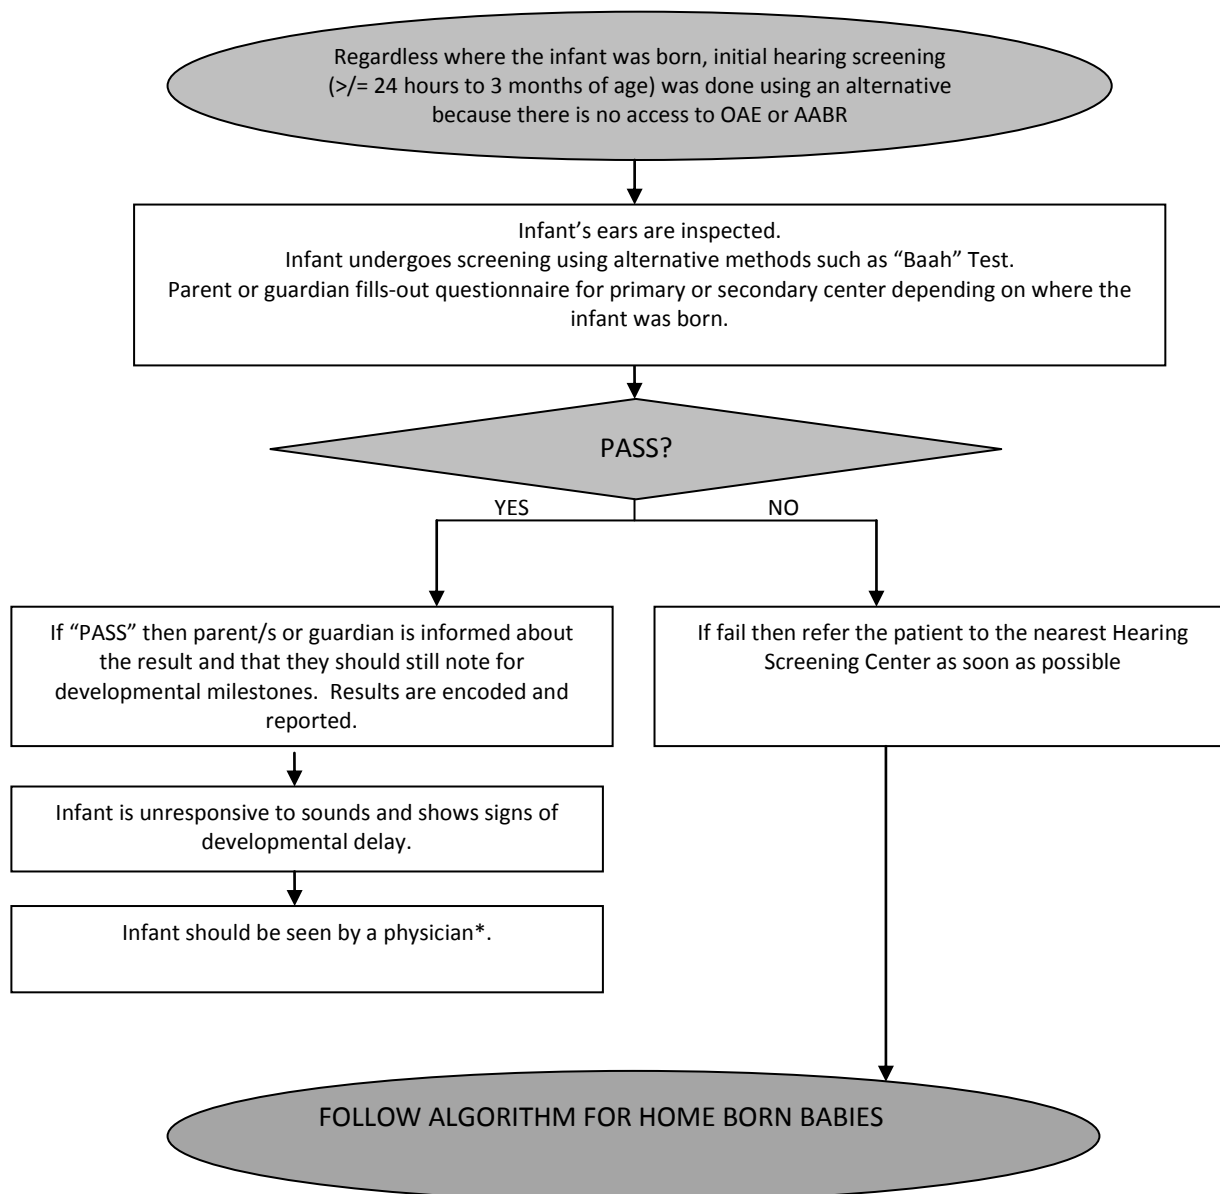 Regardless where the infant was born, initial hearing screening
(>/= 24 hours to 3 months of age) was done using an alternative
because there is no access to OAE or AABR
Infant’s ears are inspected.
Infant undergoes screening using alternative methods such as “Baah” Test.
Parent or guardian fills-out questionnaire for primary or secondary center depending on where the
infant was born.
PASS?
YES
NO
If “PASS” then parent/s or guardian is informed about
the result and that they should still note for
developmental milestones.  Results are encoded and
reported.
If fail then refer the patient to the nearest Hearing
Screening Center as soon as possible
Infant is unresponsive to sounds and shows signs of
developmental delay.
Infant should be seen by a physician*.
FOLLOW ALGORITHM FOR HOME BORN BABIES